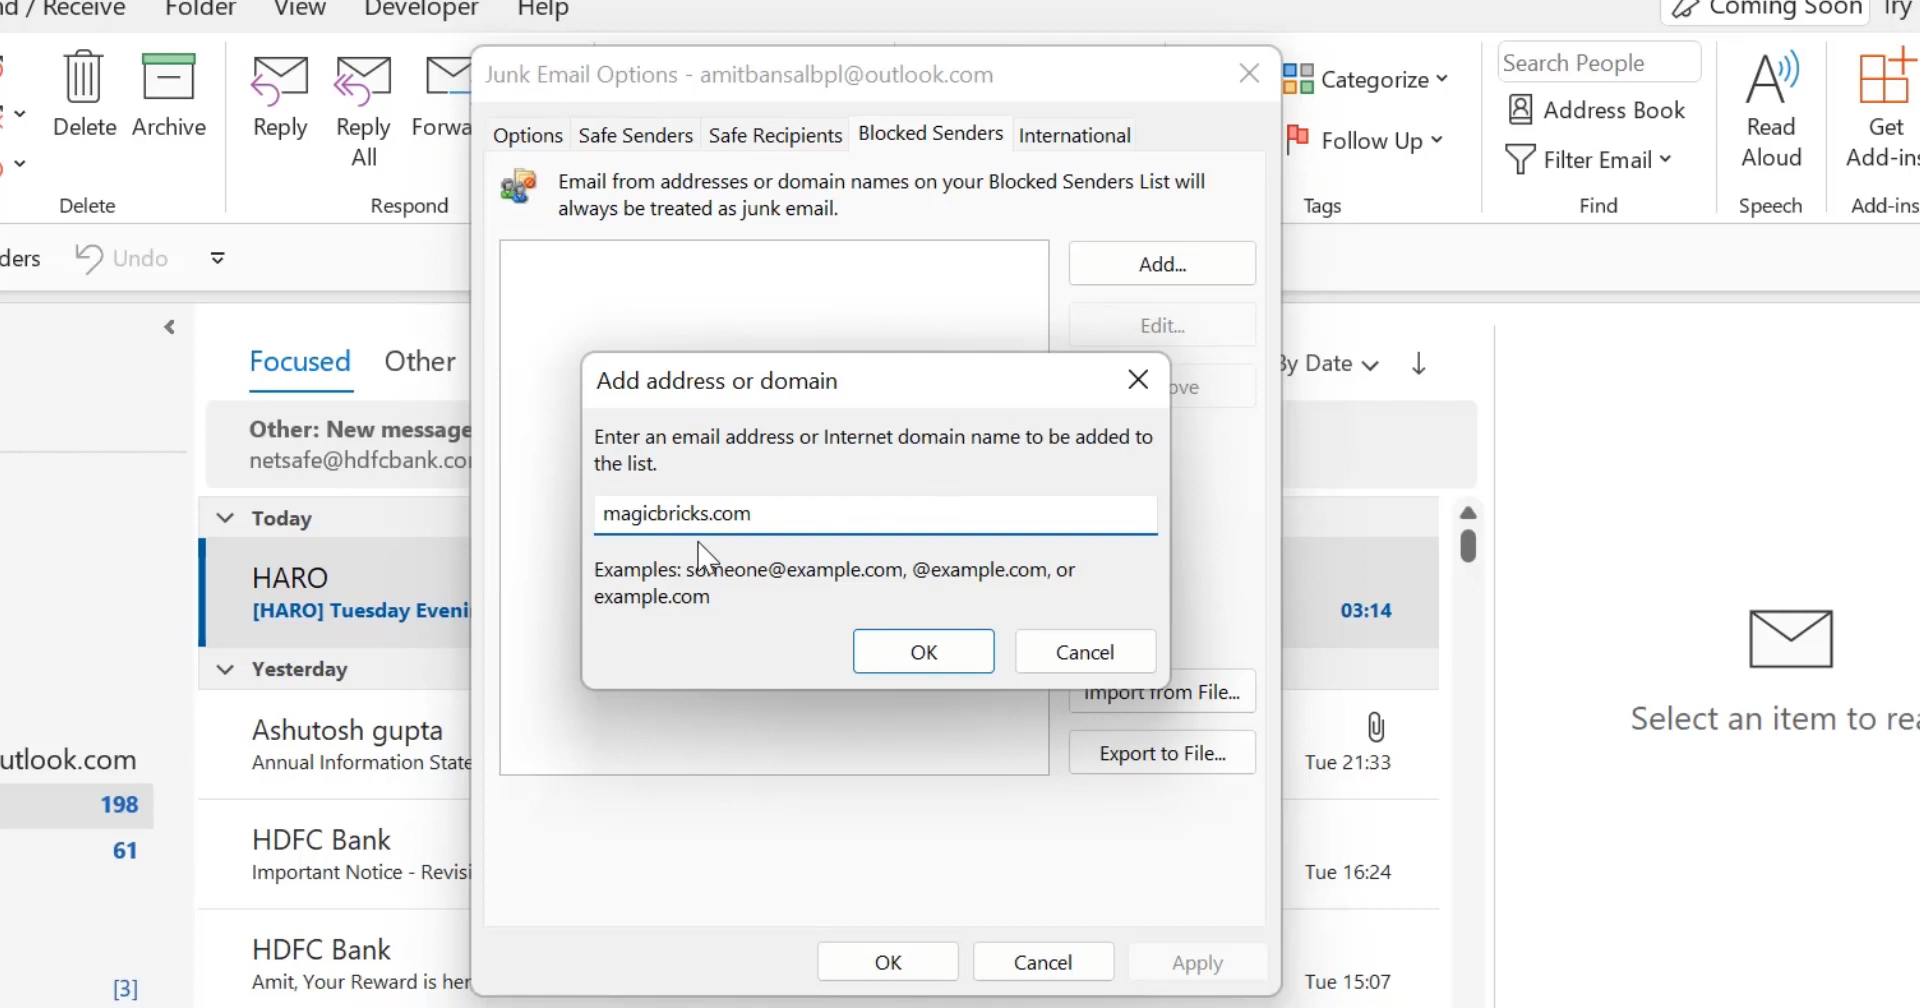 / Receive
Folder
View
Developer
Help
Coming Soon
Try
Delete
Archive
Delete
Reply
Reply
All
Respond
Categorize
Follow Up
Tags
Search People
Address Book
Filter Email
Find
Read
Aloud
Speech
Get
Add-ins
Add-ins
Undo
Junk Email Options - amitbansalbpl@outlook.com
Options
Safe Senders
Safe Recipients
Blocked Senders
International
Email from addresses or domain names on your Blocked Senders List will
always be treated as junk email.
Add...
Edit...
Add address or domain
Enter an email address or Internet domain name to be added to
the list.
magicbricks.com
Examples: someone@example.com, @example.com, or
example.com
OK
Cancel
Import from File...
Export to File...
OK
Cancel
Apply
Focused
Other
By Date
Other: New message
netsafe@hdfcbank.co
Today
HARO
[HARO] Tuesday Eveni
03:14
Yesterday
Ashutosh gupta
Annual Information State
Tue 21:33
HDFC Bank
Important Notice - Revisi
Tue 16:24
HDFC Bank
Amit, Your Reward is her
Tue 15:07
utlook.com
198
61
[3]
Select an item to rea